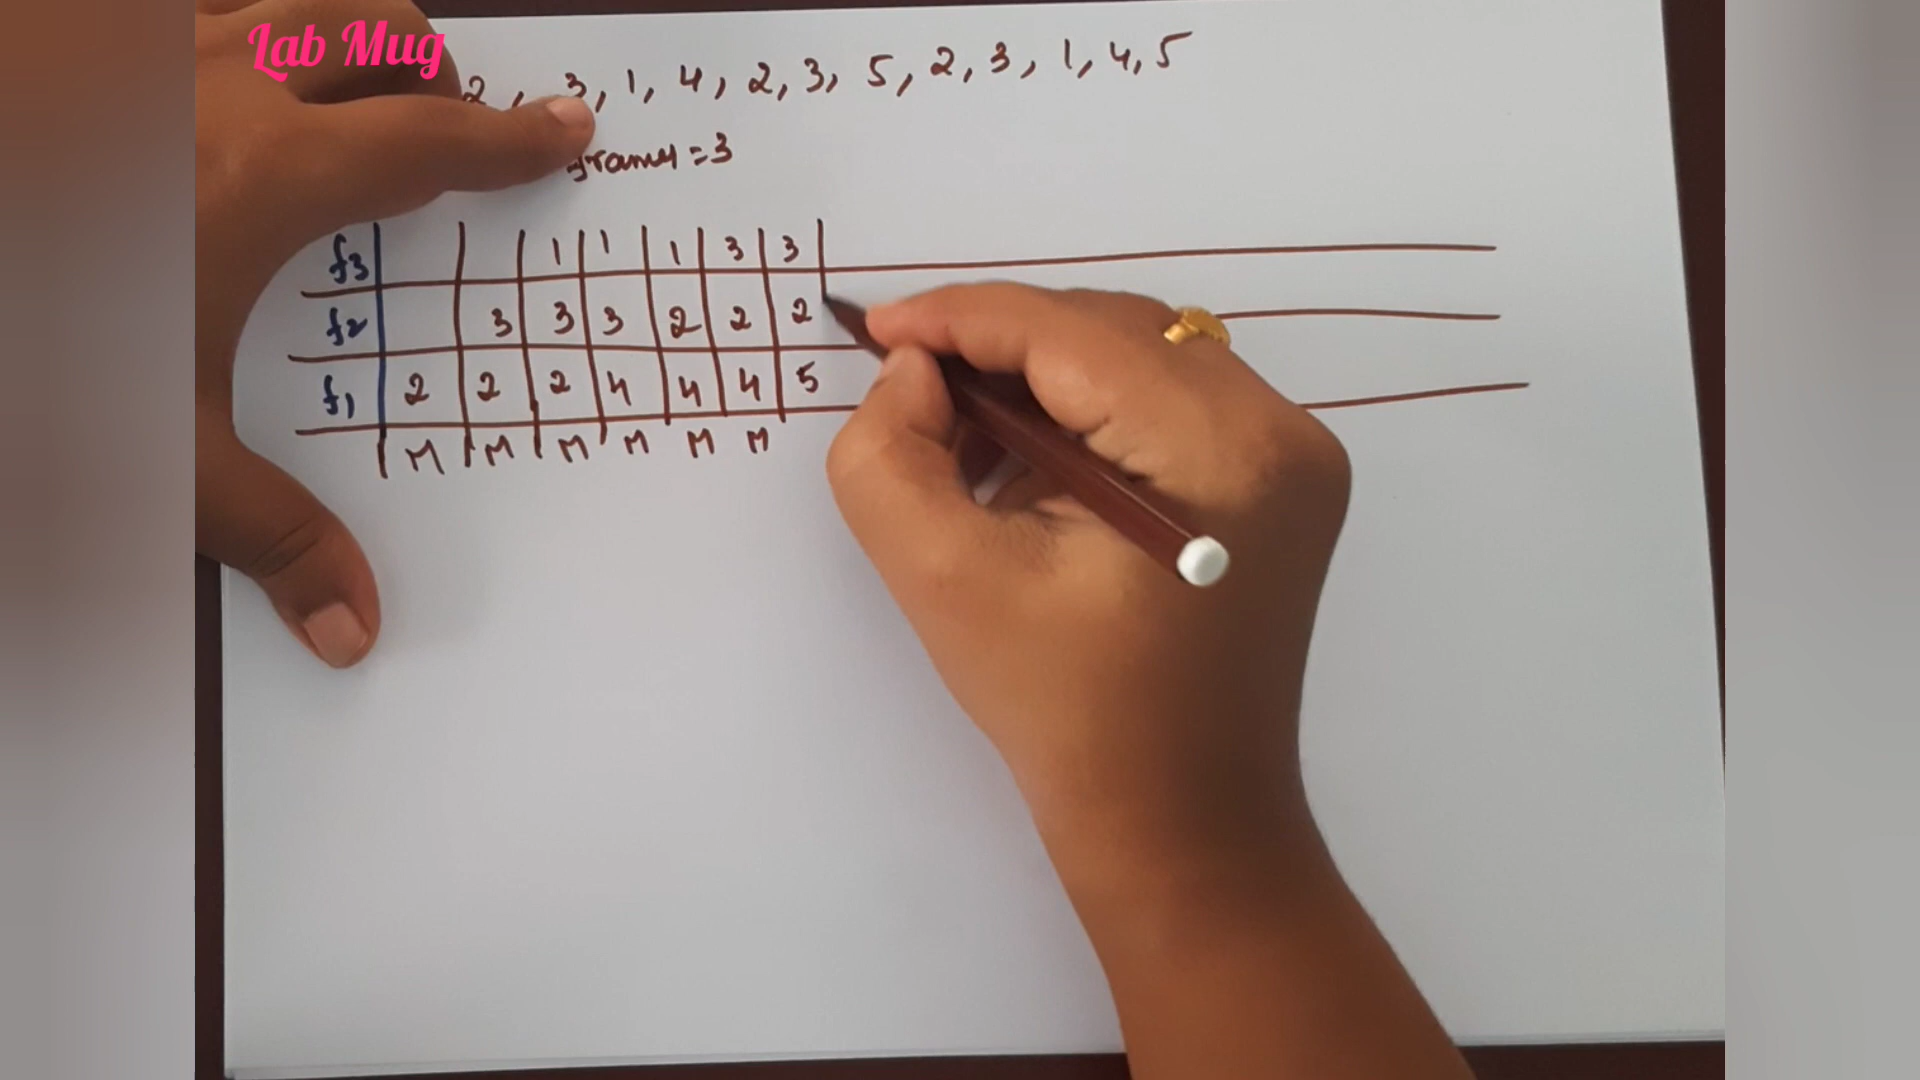 Lab Mug
2, 3, 1, 4, 2, 3, 5, 2, 3, 1, 4, 5
=3
f3 1 1 1 3 3
f2 3 3 3 2 2 2
f1 2 2 2 4 4 4 5
M M M M M M